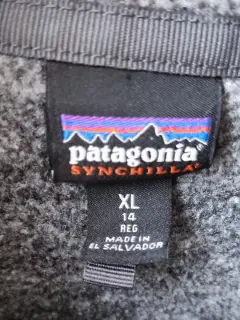 patagonia®
SYNCHILLA®
XL
14
REG
MADE IN
EL SALVADOR